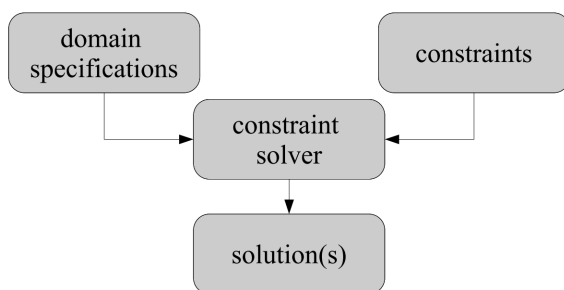 domain
specifications
constraints
constraint
solver
solution(s)